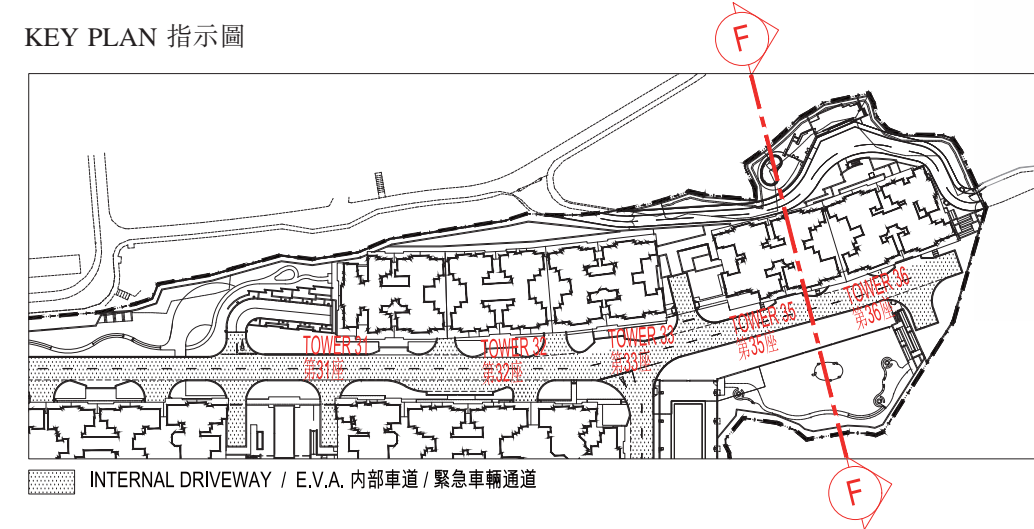 KEY PLAN 指示圖
F
TOWER 31
第31座
TOWER 32
第32座
TOWER 33
第33座
TOWER 35
第35座
TOWER 36
第36座
F
INTERNAL DRIVEWAY / E.V.A. 内部車道 / 緊急車輛通道